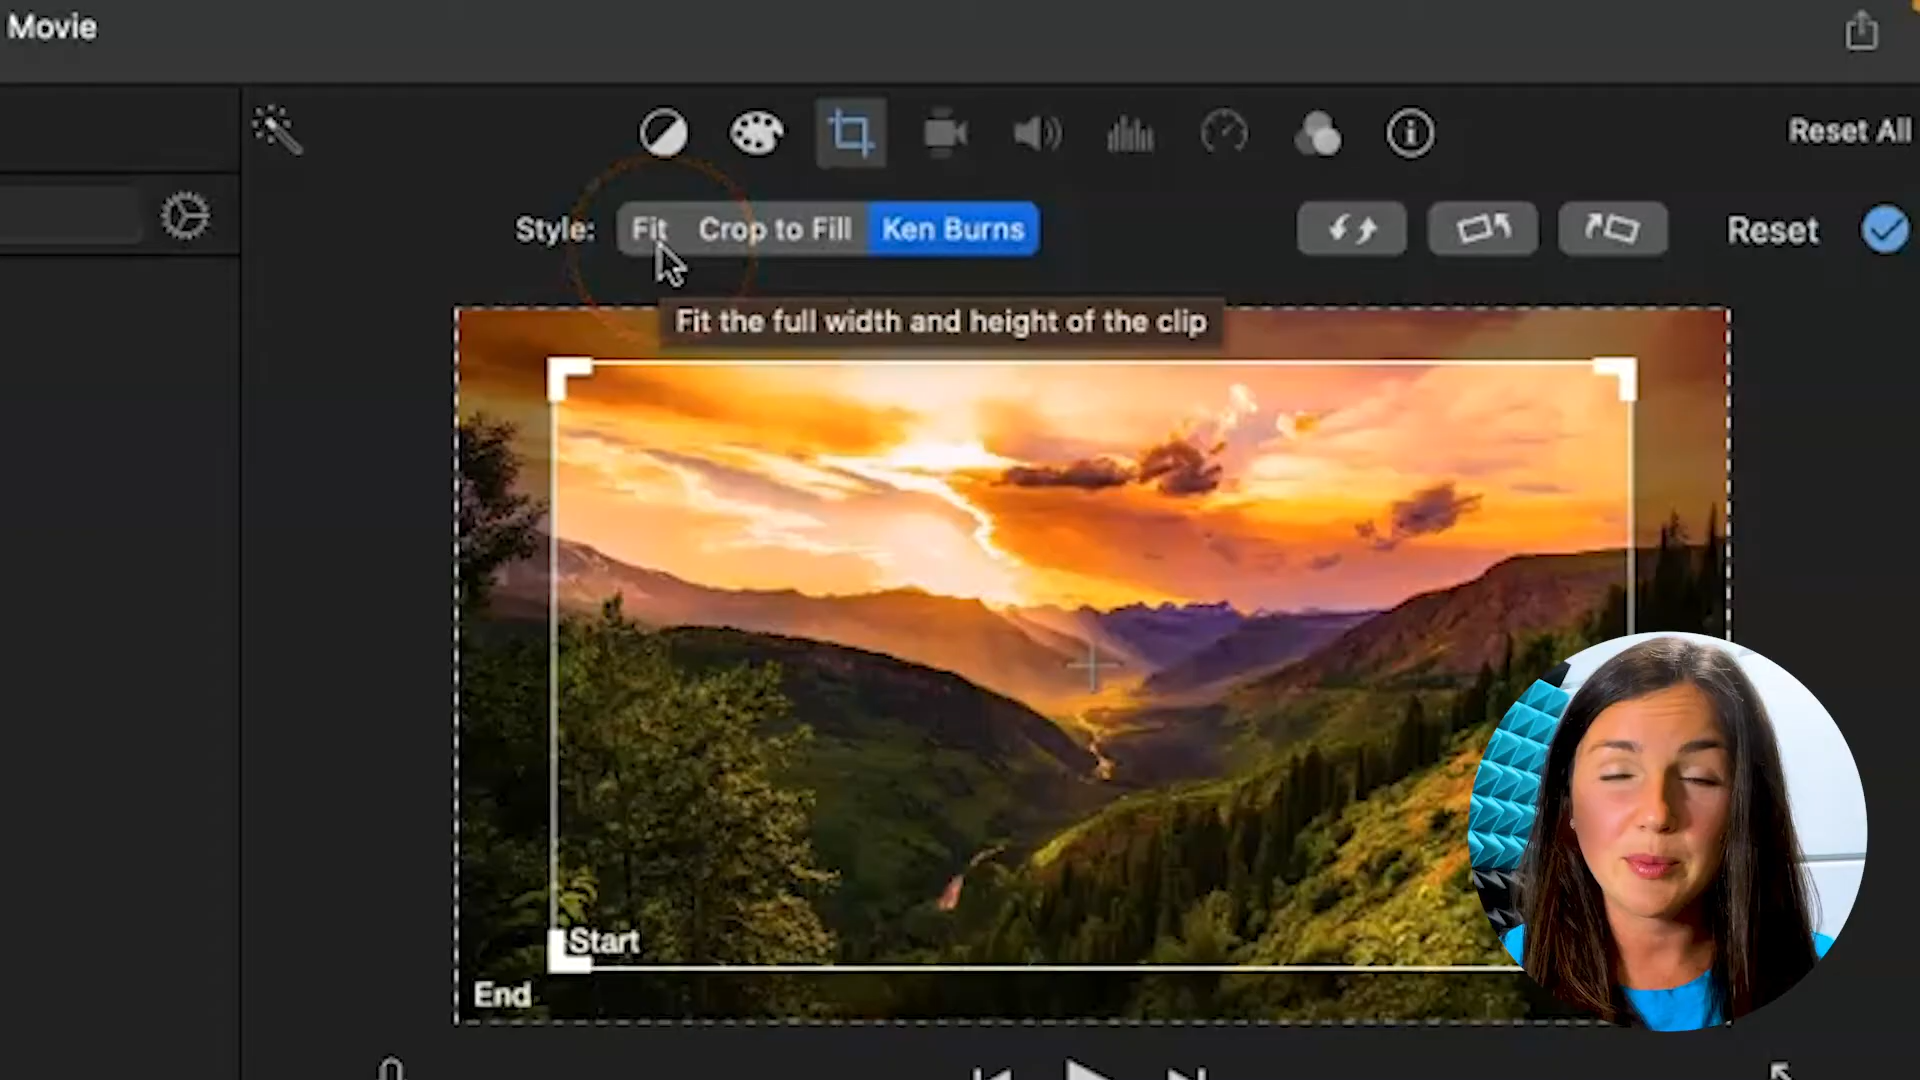 Movie
Reset All
Style: Fit Crop to Fill Ken Burns Reset
Fit the full width and height of the clip
Start
End